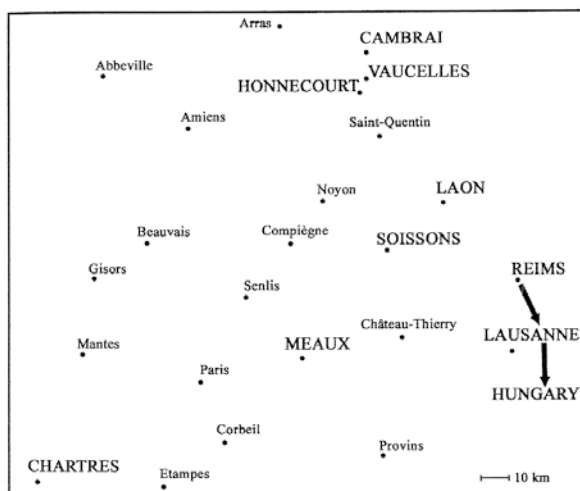 Arras
CAMBRAI
Abbeville
VAUCELLES
HONNECOURT
Amiens
Saint-Quentin
Noyon
LAON
Beauvais
Compiègne
SOISSONS
Gisors
REIMS
Senlis
Château-Thierry
LAUSANNE
Mantes
MEAUX
Paris
HUNGARY
Corbeil
Provins
CHARTRES
Etampes
10 km